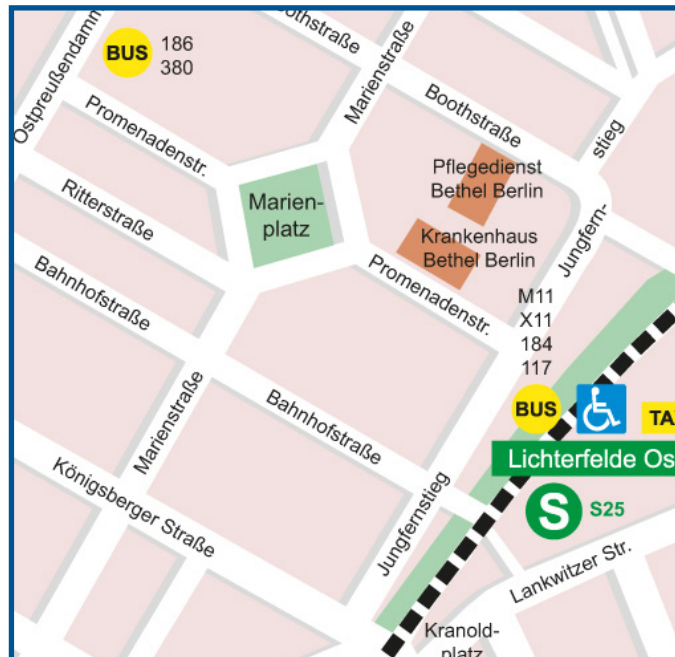 BUS
186
380
Ostpreußendamm
Marienstraße
Boothstraße
Promenadenstr.
Pflegedienst
Bethel Berlin
stieg
Ritterstraße
Marien-
platz
Krankenhaus
Bethel Berlin
Jungfern-
Bahnhofstraße
Promenadenstr.
M11
X11
184
117
BUS
TA
Lichterfelde Os
S
S25
Marienstraße
Bahnhofstraße
Königsberger Straße
Jungfernstieg
Lankwitzer Str.
Kranold-
platz